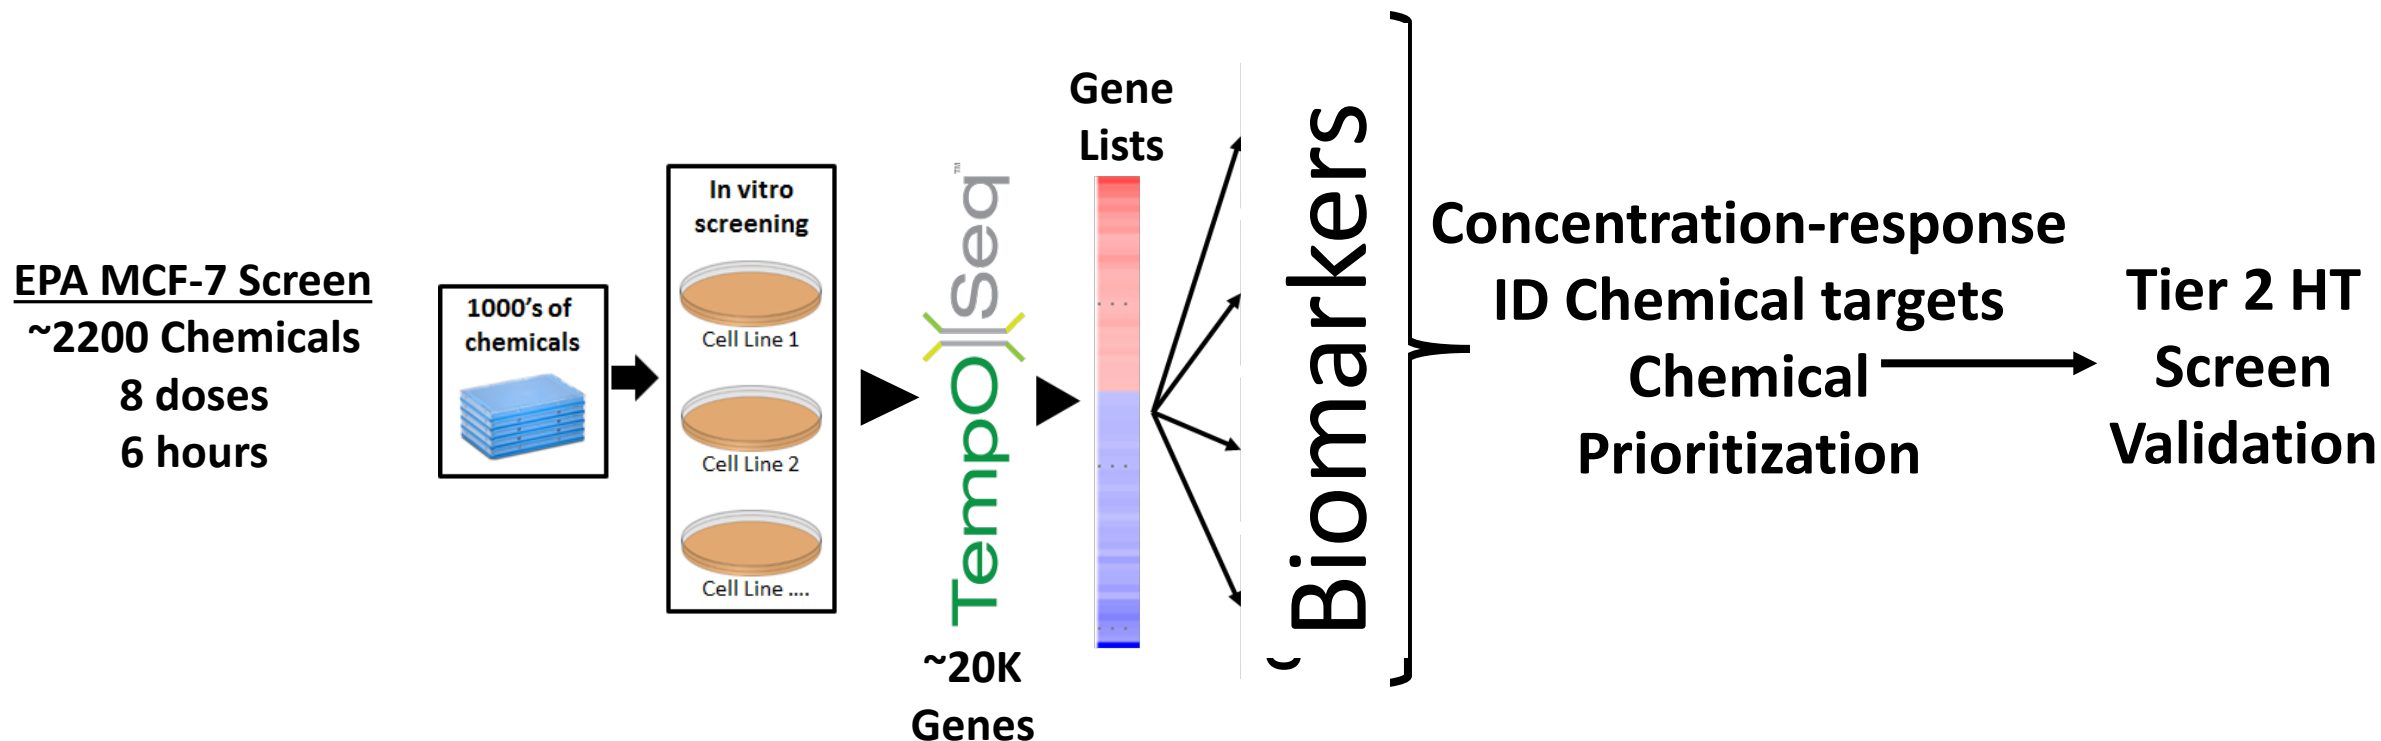 EPA MCF-7 Screen
~2200 Chemicals
8 doses
6 hours
1000's of
chemicals
In vitro
screening
Cell Line 1
Cell Line 2
Cell Line ....
TempO Seq™
~20K
Genes
Gene
Lists
...
...
...
Biomarkers
Concentration-response
ID Chemical targets
Chemical
Prioritization
Tier 2 HT
Screen
Validation